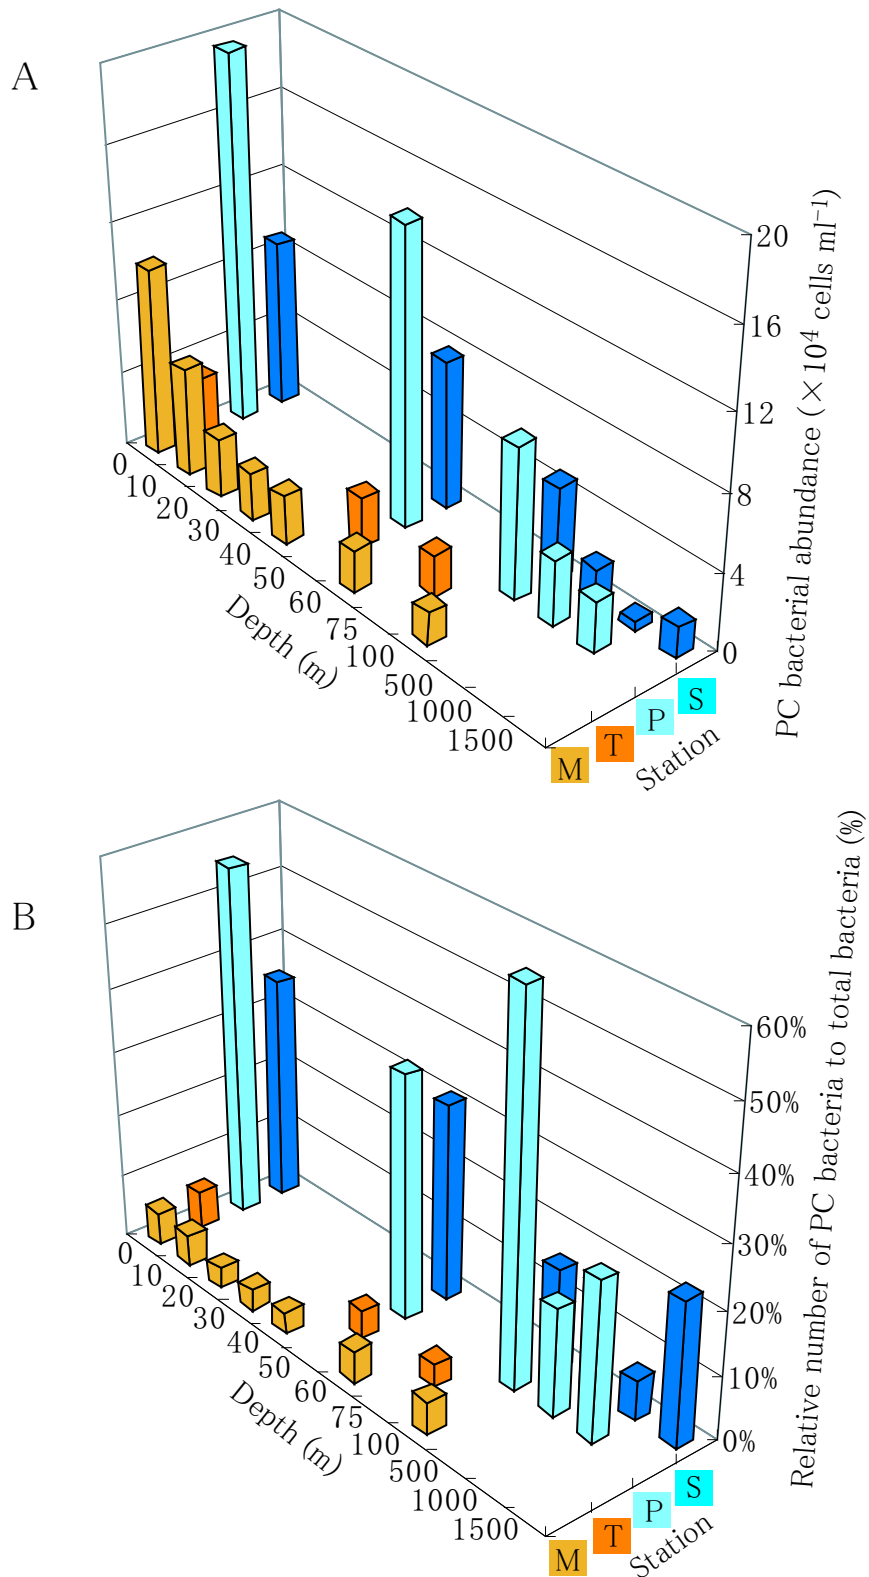 A
20
16
12
8
4
0
PC bacterial abundance (×10⁴ cells ml⁻¹)
0
10
20
30
40
50
60
75
100
500
1000
1500
Depth (m)
S
P
T
M
Station
B
60%
50%
40%
30%
20%
10%
0%
Relative number of PC bacteria to total bacteria (%)
0
10
20
30
40
50
60
75
100
500
1000
1500
Depth (m)
S
P
T
M
Station